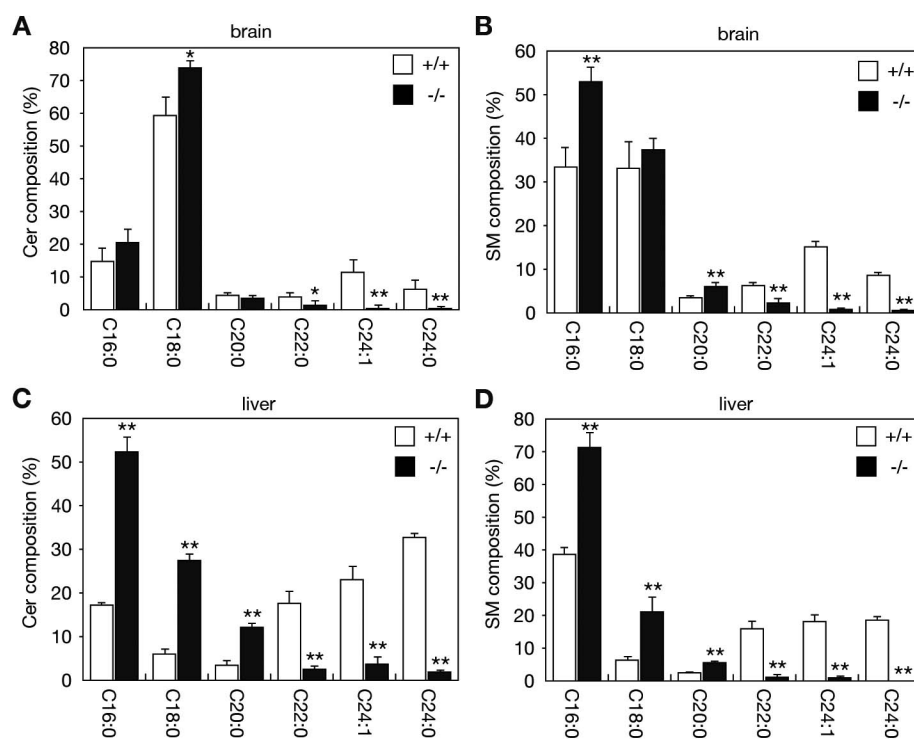 A
brain
Cer composition (%)
80
70
60
50
40
30
20
10
0
+/+
-/-
*
*
**
**
C16:0
C18:0
C20:0
C22:0
C24:1
C24:0
B
brain
SM composition (%)
60
50
40
30
20
10
0
+/+
-/-
**
**
**
**
**
C16:0
C18:0
C20:0
C22:0
C24:1
C24:0
C
liver
Cer composition (%)
60
50
40
30
20
10
0
+/+
-/-
**
**
**
**
**
**
C16:0
C18:0
C20:0
C22:0
C24:1
C24:0
D
liver
SM composition (%)
80
70
60
50
40
30
20
10
0
+/+
-/-
**
**
**
**
**
**
C16:0
C18:0
C20:0
C22:0
C24:1
C24:0